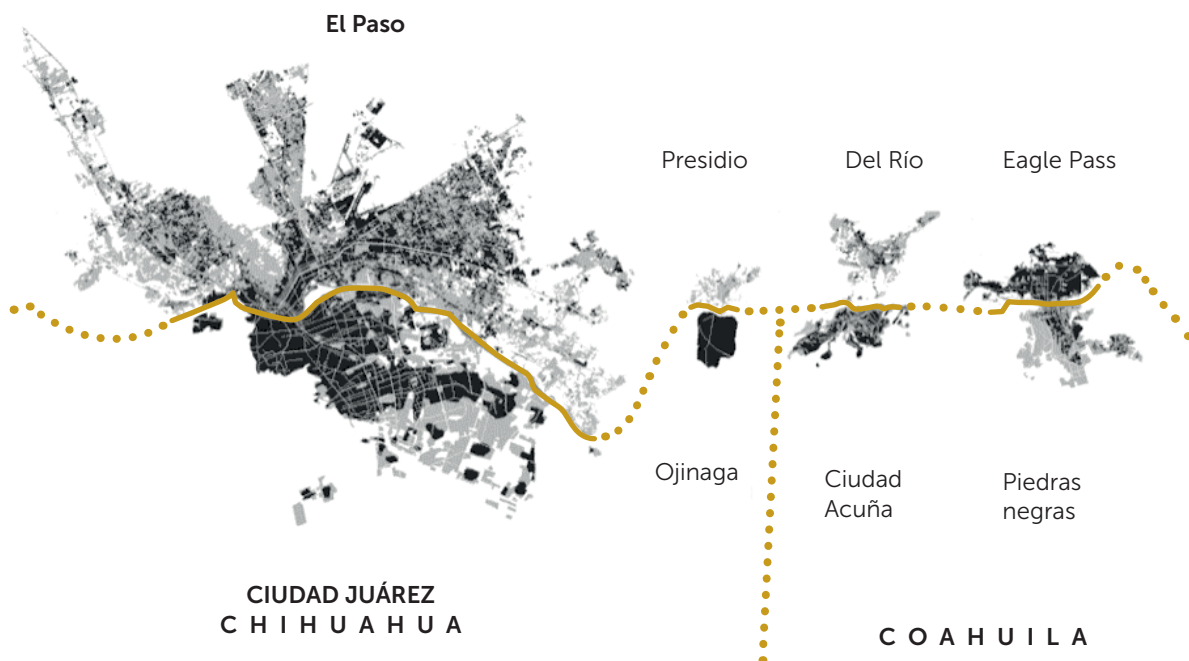 El Paso
Presidio
Del Río
Eagle Pass
Ojinaga
Ciudad
Acuña
Piedras
negras
CIUDAD JUÁREZ
CHIHUAHUA
COAHUILA